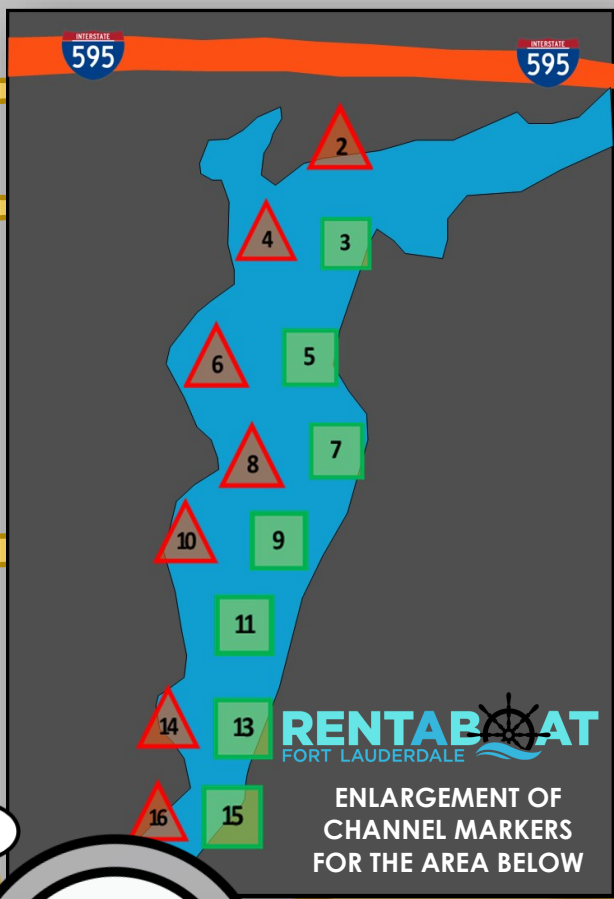 INTERSTATE
595
INTERSTATE
595
2
4
3
6
5
7
8
10
9
11
14
13
RENTABOAT
FORT LAUDERDALE
16
15
ENLARGEMENT OF
CHANNEL MARKERS
FOR THE AREA BELOW